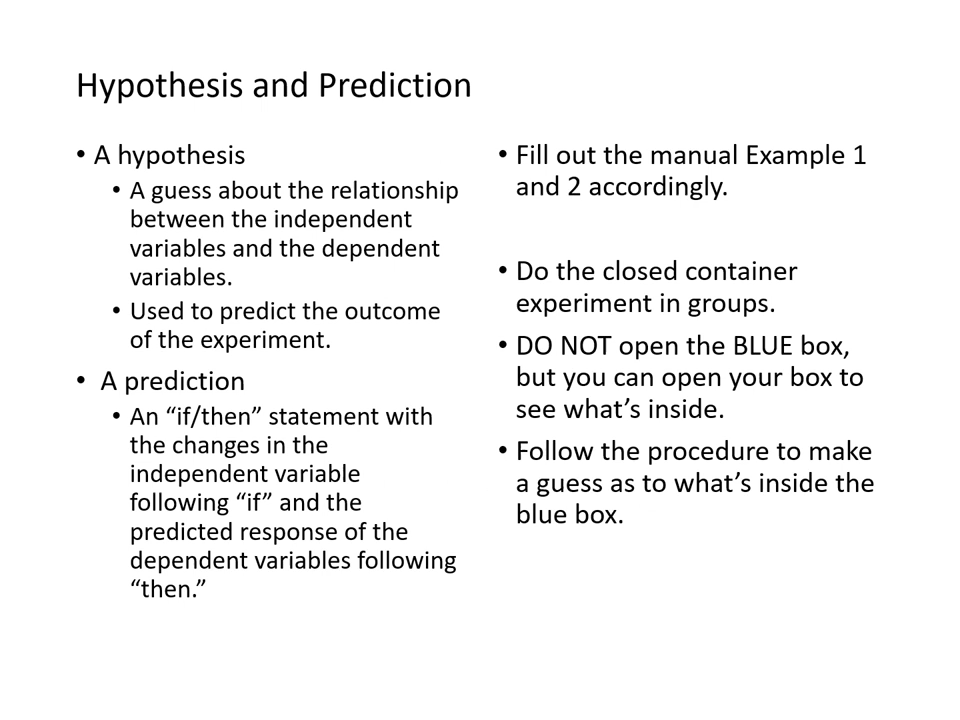 Hypothesis and Prediction
• A hypothesis
• A guess about the relationship
between the independent
variables and the dependent
variables.
• Used to predict the outcome
of the experiment.
• A prediction
• An “if/then” statement with
the changes in the
independent variable
following “if” and the
predicted response of the
dependent variables following
“then.”
• Fill out the manual Example 1
and 2 accordingly.
• Do the closed container
experiment in groups.
• DO NOT open the BLUE box,
but you can open your box to
see what’s inside.
• Follow the procedure to make
a guess as to what’s inside the
blue box.